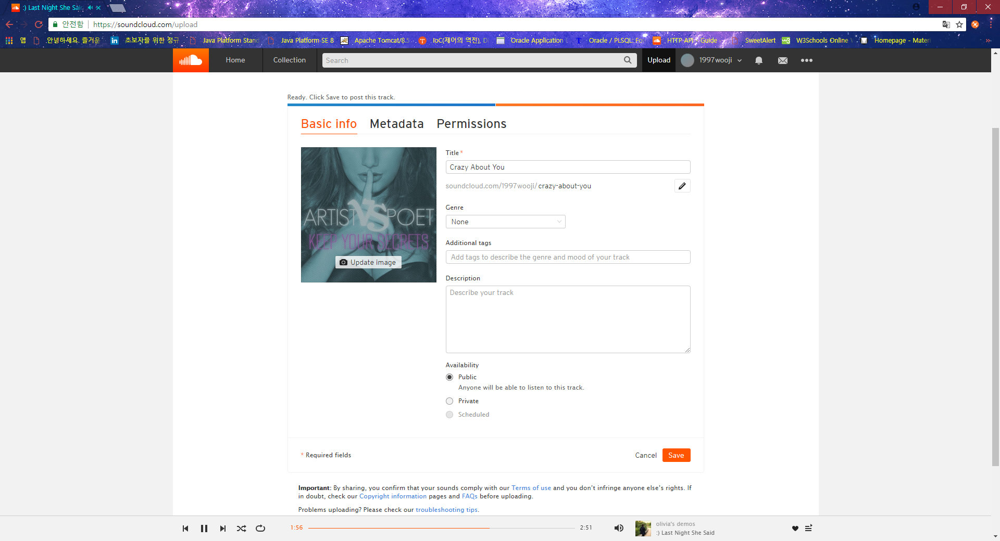 :) Last Night She Said
안전함 https://soundcloud.com/upload
앱 안녕하세요. 즐거운 초보자를 위한 정규 Java Platform Stand Java Platform SE 8 Apache Tomcat/8.5 IoC(제어의 역전), D Oracle Application Oracle / PLSQL: HTTP API - Guide SweetAlert W3Schools Online Homepage - Mater
Home Collection Search Upload 1997wooji
Ready. Click Save to post this track.
Basic info Metadata Permissions
ARTIST VS POET
KEEP YOUR SECRETS
Update image
Title *
Crazy About You
soundcloud.com/1997wooji/ crazy-about-you
Genre
None
Additional tags
Add tags to describe the genre and mood of your track
Description
Describe your track
Availability
Public
Anyone will be able to listen to this track.
Private
Scheduled
* Required fields
Cancel Save
Important: By sharing, you confirm that your sounds comply with our Terms of use and you don't infringe anyone else's rights. If
in doubt, check our Copyright information pages and FAQs before uploading.
Problems uploading? Please check our troubleshooting tips.
1:56 2:51
olivia's demos
:) Last Night She Said